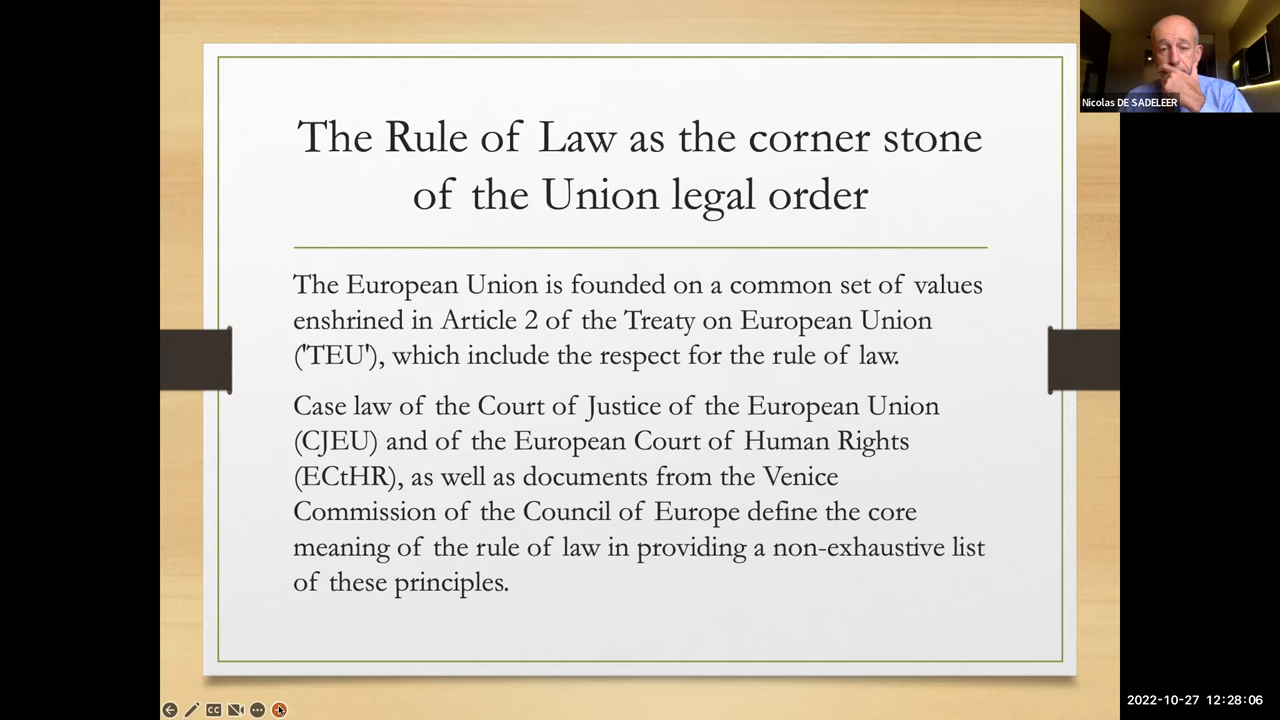 The Rule of Law as the corner stone
of the Union legal order
The European Union is founded on a common set of values
enshrined in Article 2 of the Treaty on European Union
('TEU'), which include the respect for the rule of law.
Case law of the Court of Justice of the European Union
(CJEU) and of the European Court of Human Rights
(ECtHR), as well as documents from the Venice
Commission of the Council of Europe define the core
meaning of the rule of law in providing a non-exhaustive list
of these principles.
Nicolas DE SADELEER
CC
2022-10-27 12:28:06